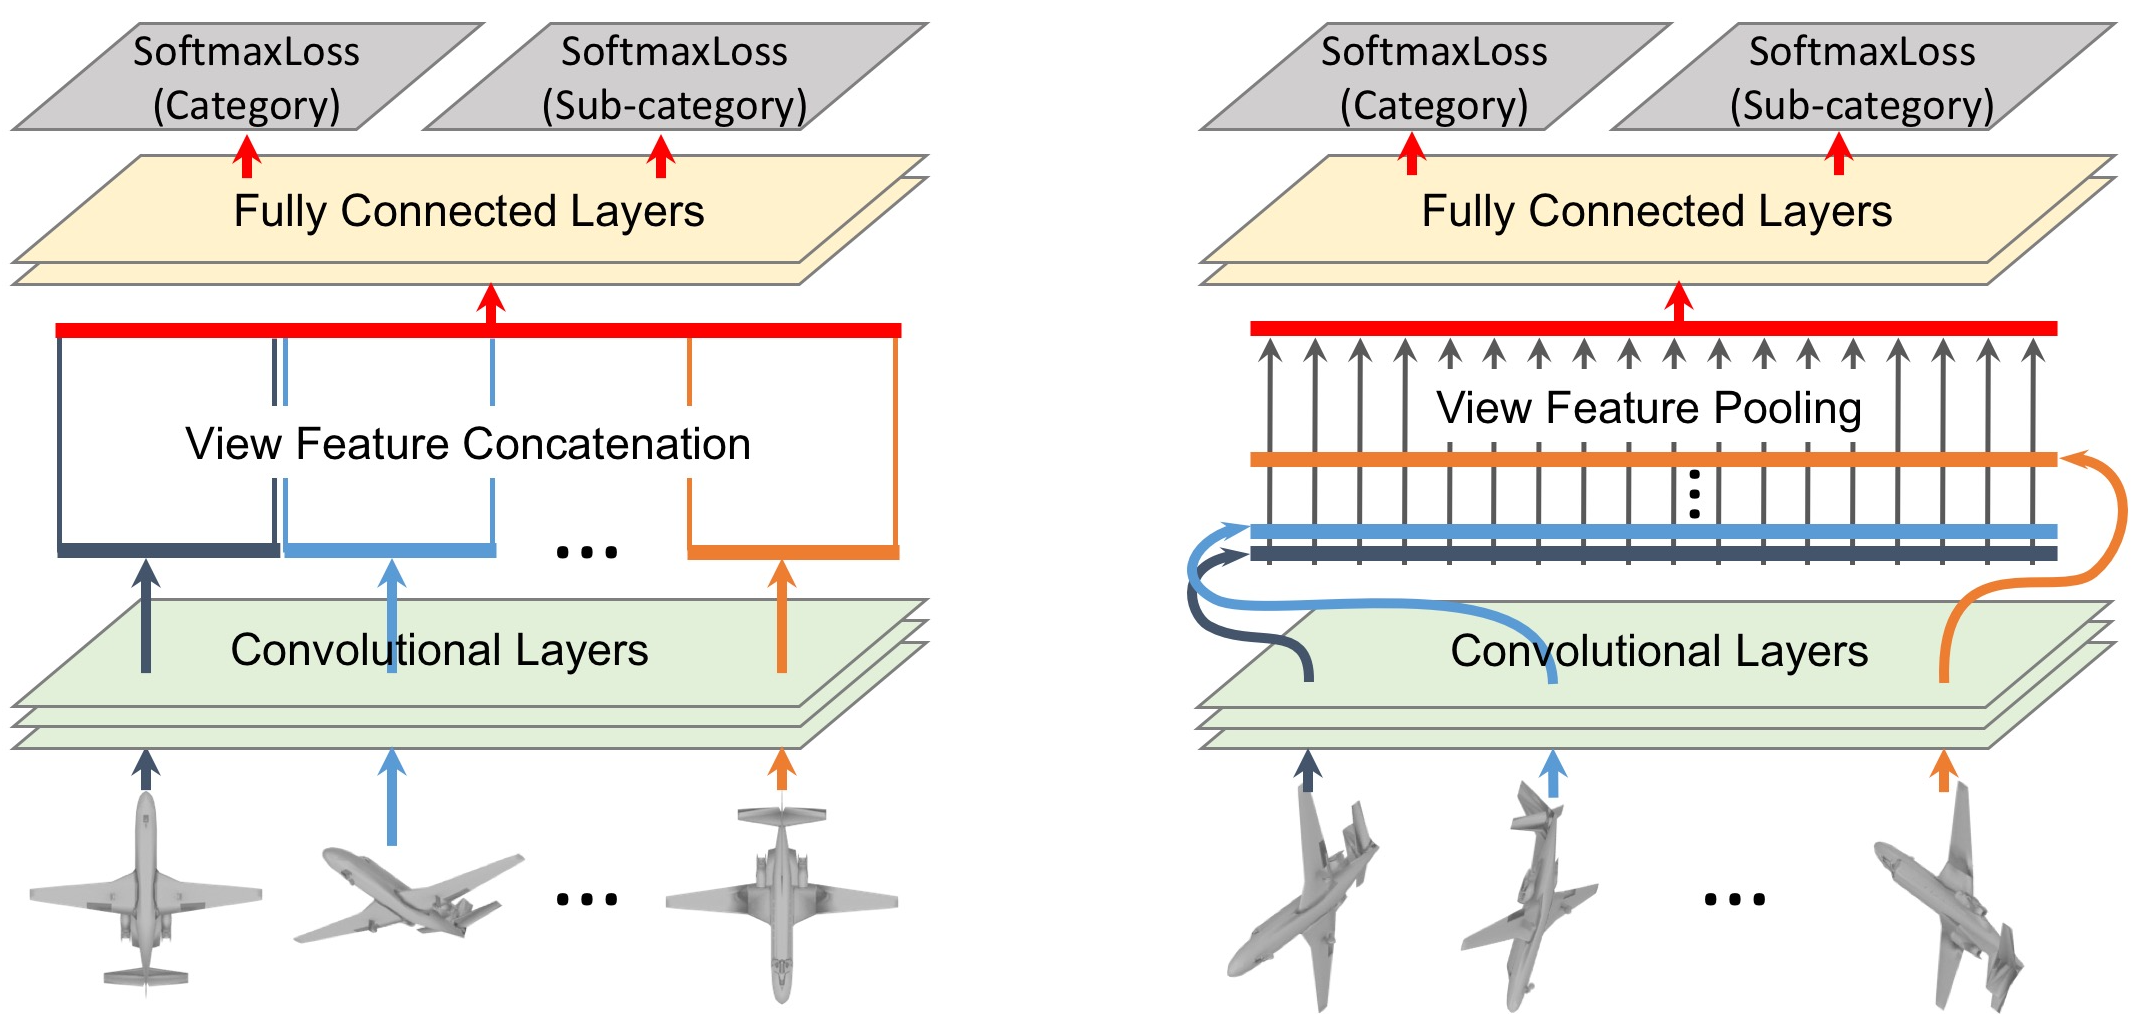 SoftmaxLoss
(Category)
SoftmaxLoss
(Sub-category)
Fully Connected Layers
View Feature Concatenation
...
Convolutional Layers
...
SoftmaxLoss
(Category)
SoftmaxLoss
(Sub-category)
Fully Connected Layers
View Feature Pooling
Convolutional Layers
...